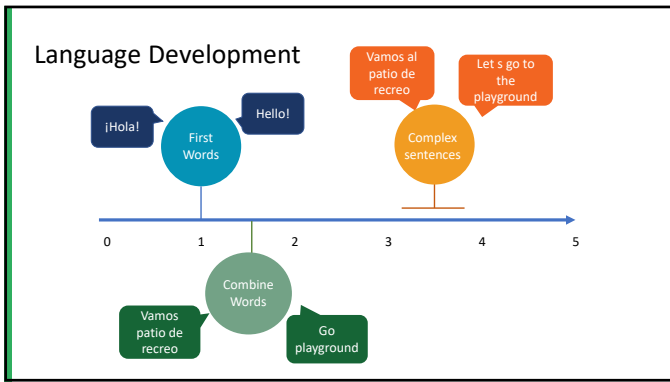 Language Development
Vamos al
patio de
recreo
Let s go to
the
playground
¡Hola!
Hello!
First
Words
Complex
sentences
0
1
2
3
4
5
Combine
Words
Vamos
patio de
recreo
Go
playground